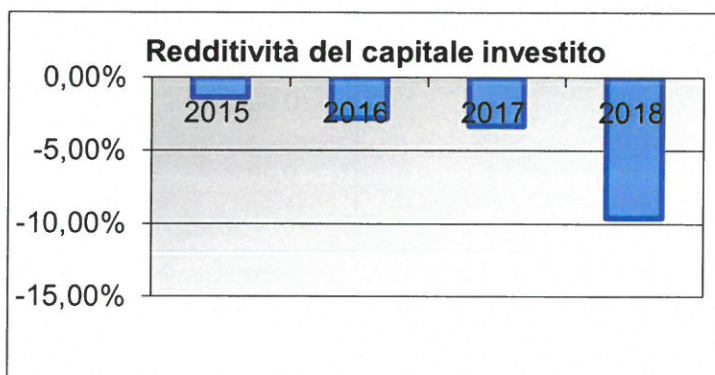 Redditività del capitale investito
0,00%
2015 2016 2017 2018
-5,00%
-10,00%
-15,00%